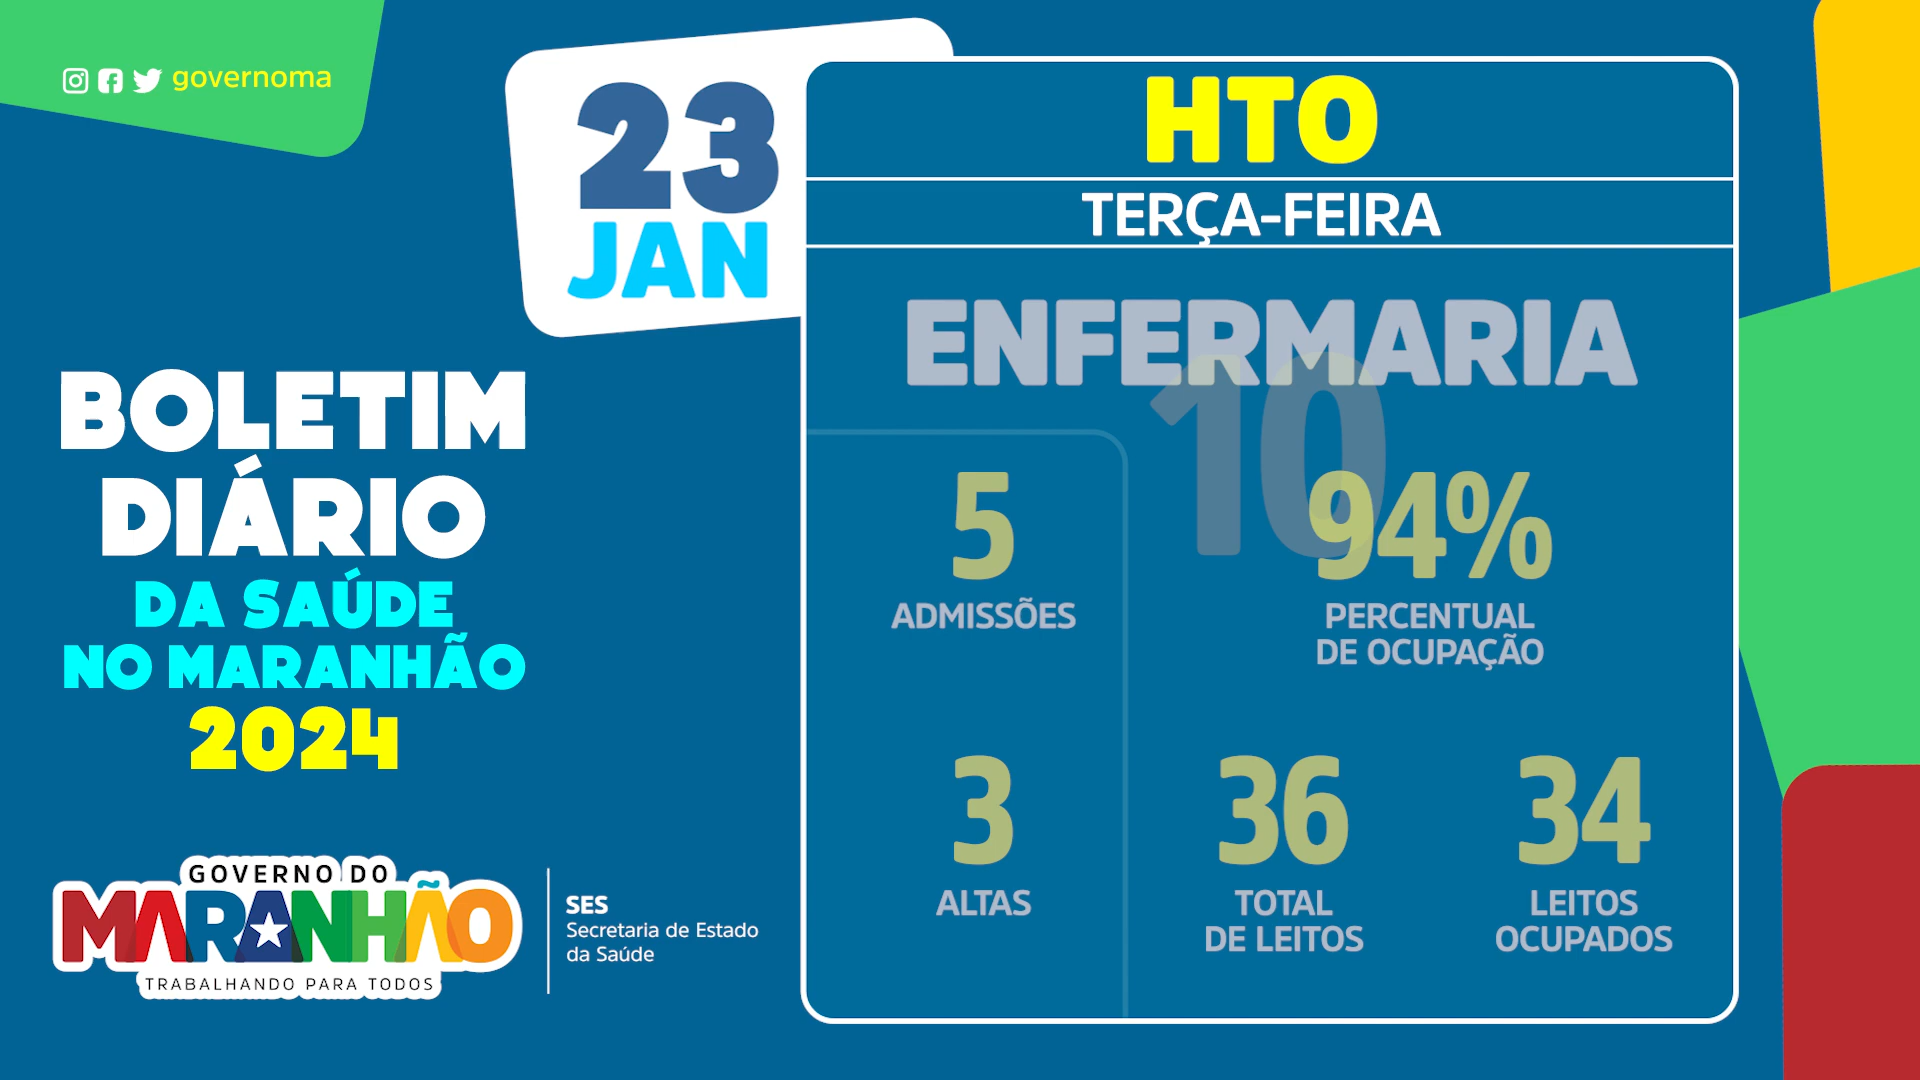 governoma
23
JAN
HTO
TERÇA-FEIRA
ENFERMARIA
10
5
ADMISSÕES
94%
PERCENTUAL
DE OCUPAÇÃO
3
ALTAS
36
TOTAL
DE LEITOS
34
LEITOS
OCUPADOS
BOLETIM
DIÁRIO
DA SAÚDE
NO MARANHÃO
2024
GOVERNO DO
MARANHÃO
TRABALHANDO PARA TODOS
SES
Secretaria de Estado
da Saúde